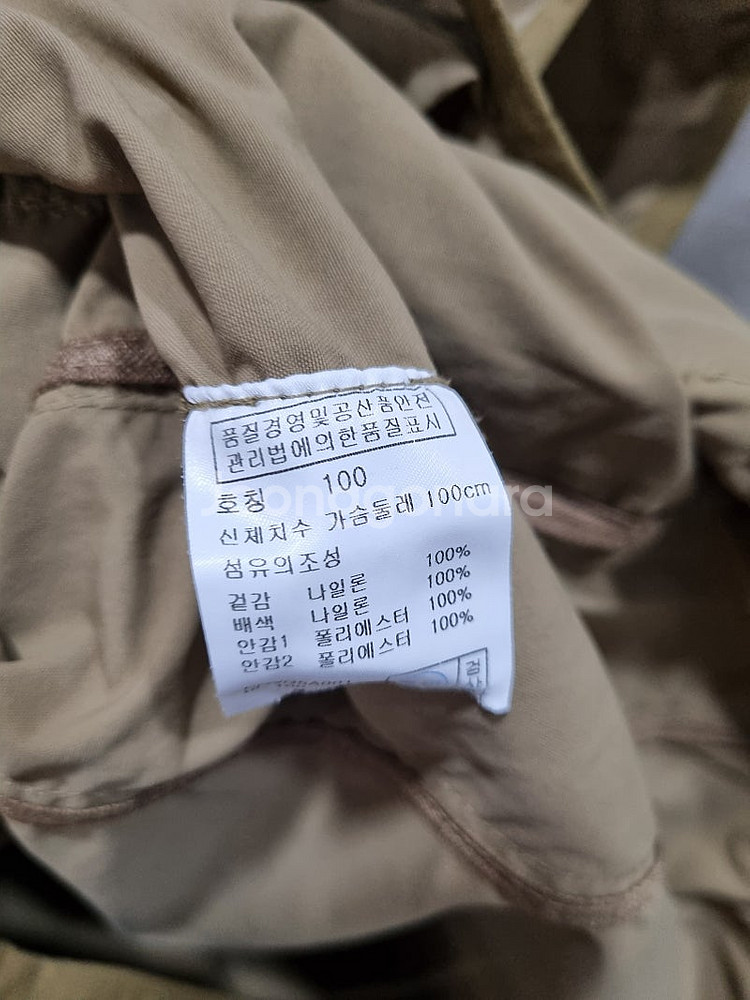 품질경영및공산품안전
관리법에의한품질표시
호칭 100
신체치수 가슴둘레 100cm
섬유의조성
겉감 나일론 100%
배색 나일론 100%
안감1 폴리에스터 100%
안감2 폴리에스터 100%
검사
Joonggonara